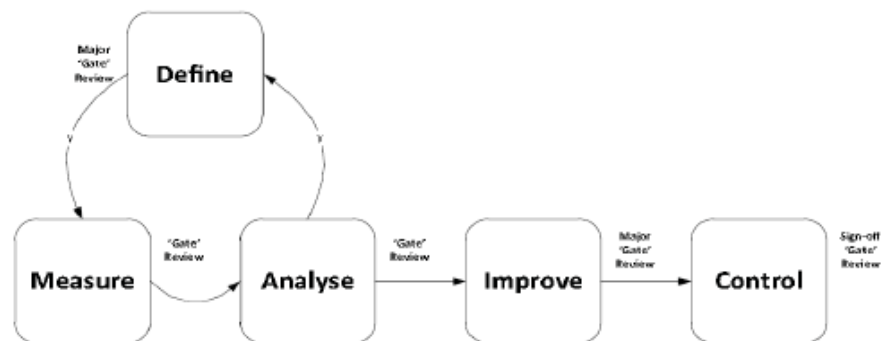 Major
'Gate'
Review
Define
Measure
'Gate'
Review
Analyse
'Gate'
Review
Improve
Major
'Gate'
Review
Control
Sign-off
'Gate'
Review